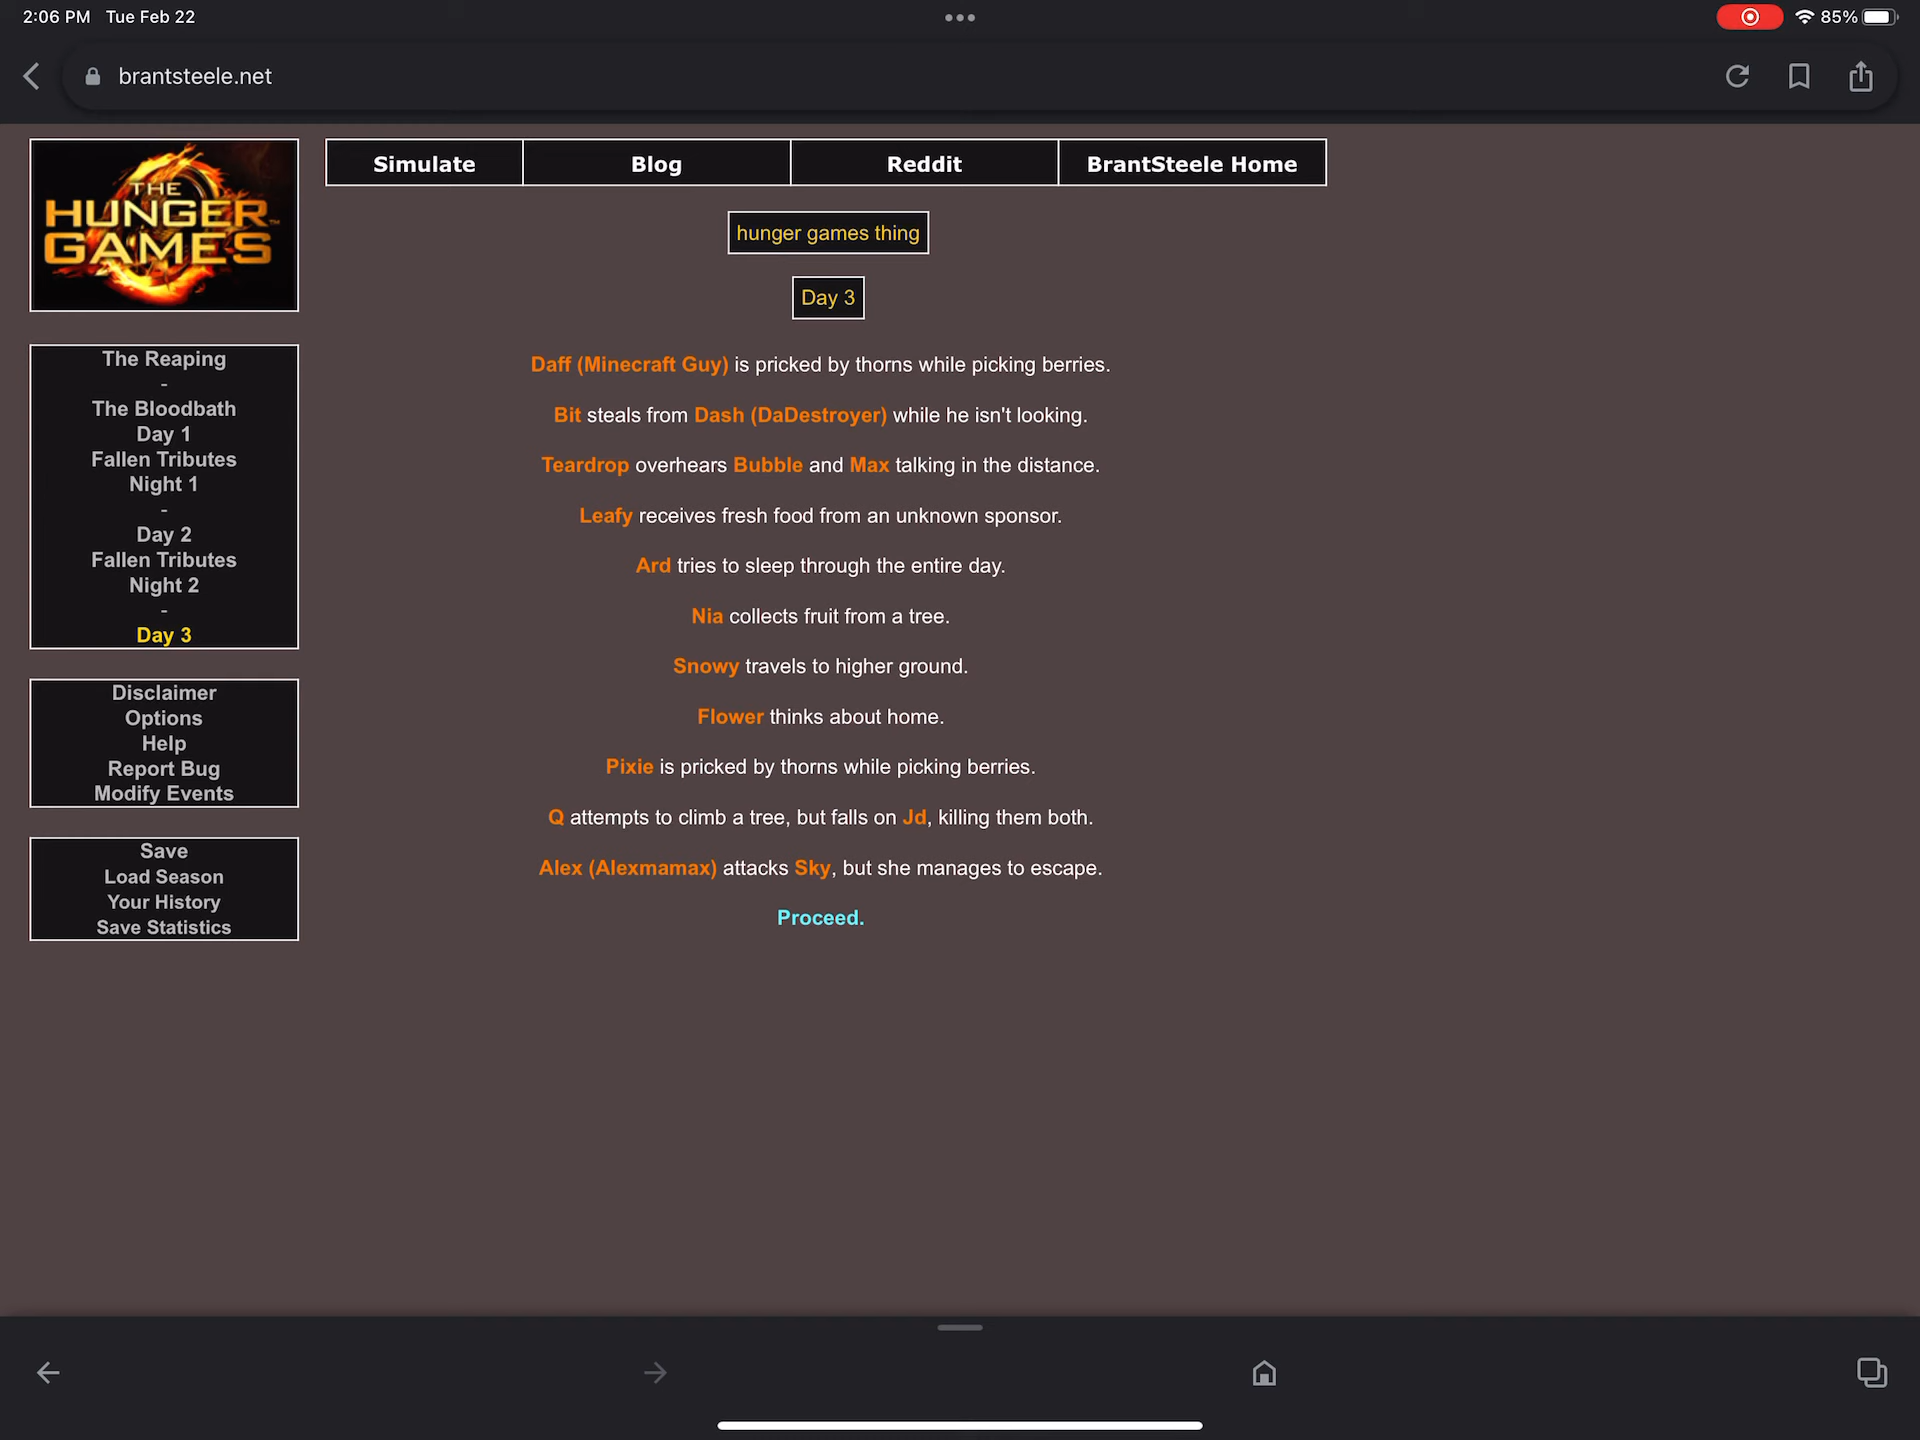 2:06 PM Tue Feb 22
85%
brantsteele.net
THE
HUNGER
GAMES
Simulate Blog Reddit BrantSteele Home
hunger games thing
Day 3
The Reaping
-
The Bloodbath
Day 1
Fallen Tributes
Night 1
-
Day 2
Fallen Tributes
Night 2
-
Day 3
Disclaimer
Options
Help
Report Bug
Modify Events
Save
Load Season
Your History
Save Statistics
Daff (Minecraft Guy) is pricked by thorns while picking berries.
Bit steals from Dash (DaDestroyer) while he isn't looking.
Teardrop overhears Bubble and Max talking in the distance.
Leafy receives fresh food from an unknown sponsor.
Ard tries to sleep through the entire day.
Nia collects fruit from a tree.
Snowy travels to higher ground.
Flower thinks about home.
Pixie is pricked by thorns while picking berries.
Q attempts to climb a tree, but falls on Jd, killing them both.
Alex (Alexmamax) attacks Sky, but she manages to escape.
Proceed.